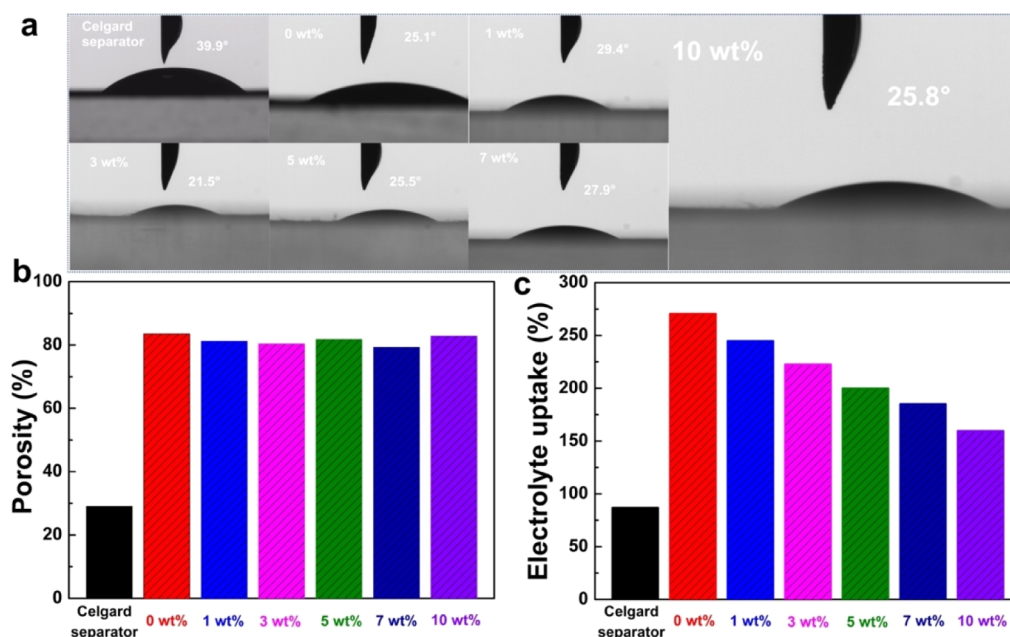 a
Celgard
separator
39.9°
0 wt%
25.1°
1 wt%
29.4°
10 wt%
25.8°
3 wt%
21.5°
5 wt%
25.5°
7 wt%
27.9°
b
100
80
60
40
20
0
Porosity (%)
Celgard
separator
0 wt%
1 wt%
3 wt%
5 wt%
7 wt%
10 wt%
c
300
250
200
150
100
50
0
Electrolyte uptake (%)
Celgard
separator
0 wt%
1 wt%
3 wt%
5 wt%
7 wt%
10 wt%